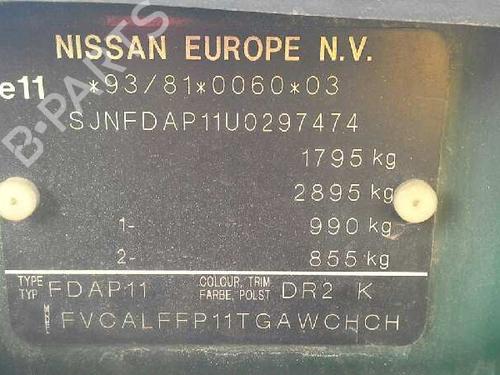 NISSAN EUROPE N.V.
e11 *93/81*0060*03
SJNFDAP11U0297474
1795 kg
2895 kg
1- 990 kg
2- 855 kg
TYPE TYP FDAP11 COLOUR, TRIM FARBE, POLST DR2 K
FVCALFFP11TGAWCHCH
B-PARTS